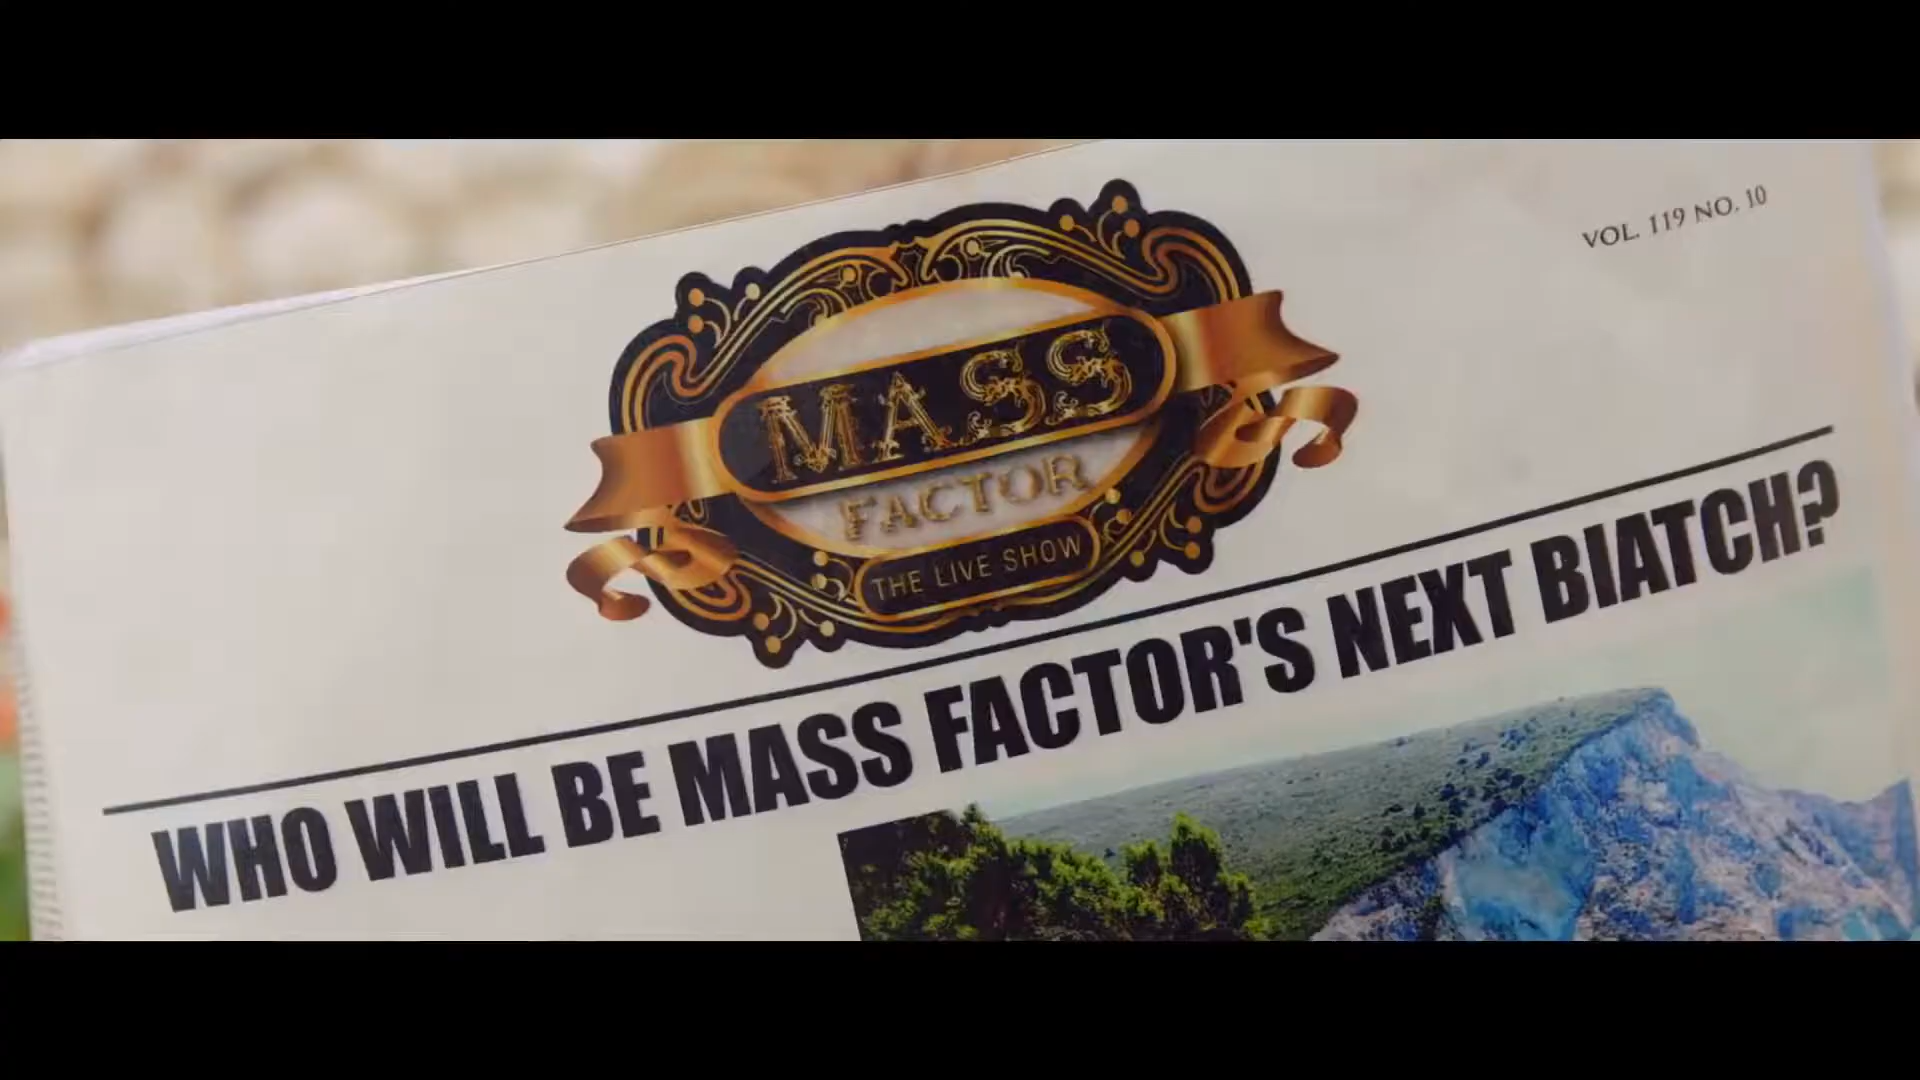 VOL. 119 NO. 10
MASS
FACTOR
THE LIVE SHOW
WHO WILL BE MASS FACTOR'S NEXT BIATCH?